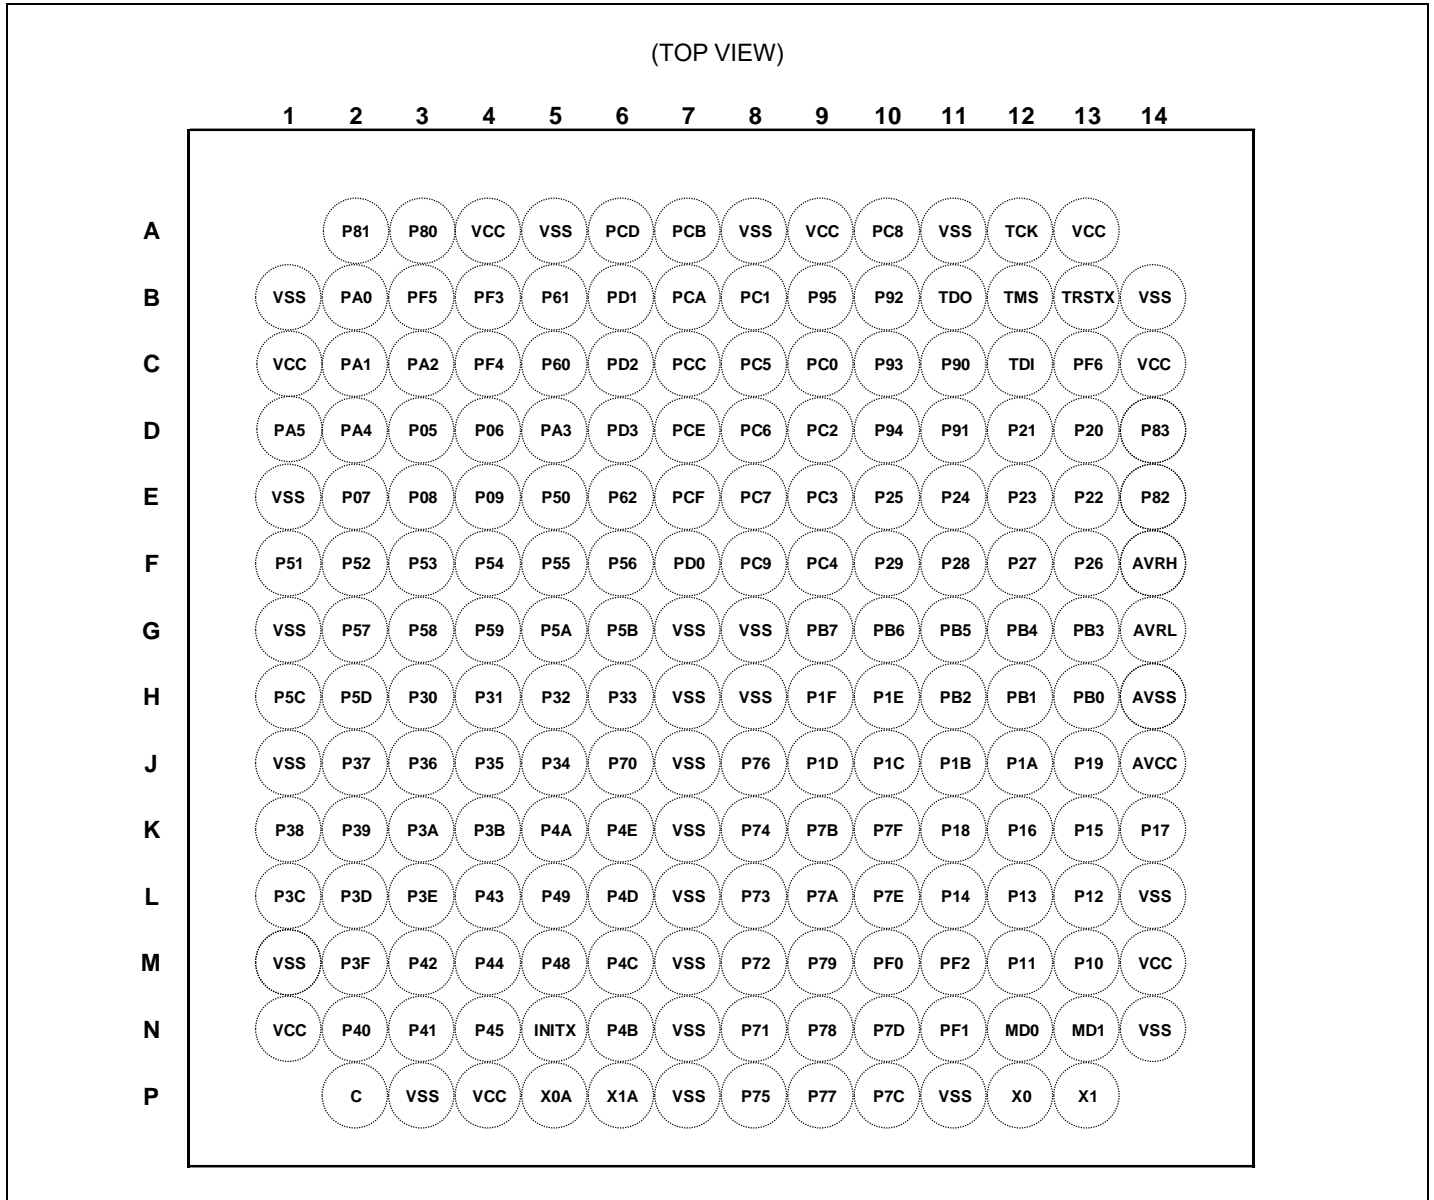 (TOP VIEW)
1 2 3 4 5 6 7 8 9 10 11 12 13 14
A P81 P80 VCC VSS PCD PCB VSS VCC PC8 VSS TCK VCC
B VSS PA0 PF5 PF3 P61 PD1 PCA PC1 P95 P92 TDO TMS TRSTX VSS
C VCC PA1 PA2 PF4 P60 PD2 PCC PC5 PC0 P93 P90 TDI PF6 VCC
D PA5 PA4 P05 P06 PA3 PD3 PCE PC6 PC2 P94 P91 P21 P20 P83
E VSS P07 P08 P09 P50 P62 PCF PC7 PC3 P25 P24 P23 P22 P82
F P51 P52 P53 P54 P55 P56 PD0 PC9 PC4 P29 P28 P27 P26 AVRH
G VSS P57 P58 P59 P5A P5B VSS VSS PB7 PB6 PB5 PB4 PB3 AVRL
H P5C P5D P30 P31 P32 P33 VSS VSS P1F P1E PB2 PB1 PB0 AVSS
J VSS P37 P36 P35 P34 P70 VSS P76 P1D P1C P1B P1A P19 AVCC
K P38 P39 P3A P3B P4A P4E VSS P74 P7B P7F P18 P16 P15 P17
L P3C P3D P3E P43 P49 P4D VSS P73 P7A P7E P14 P13 P12 VSS
M VSS P3F P42 P44 P48 P4C VSS P72 P79 PF0 PF2 P11 P10 VCC
N VCC P40 P41 P45 INITX P4B VSS P71 P78 P7D PF1 MD0 MD1 VSS
P C VSS VCC X0A X1A VSS P75 P77 P7C VSS X0 X1